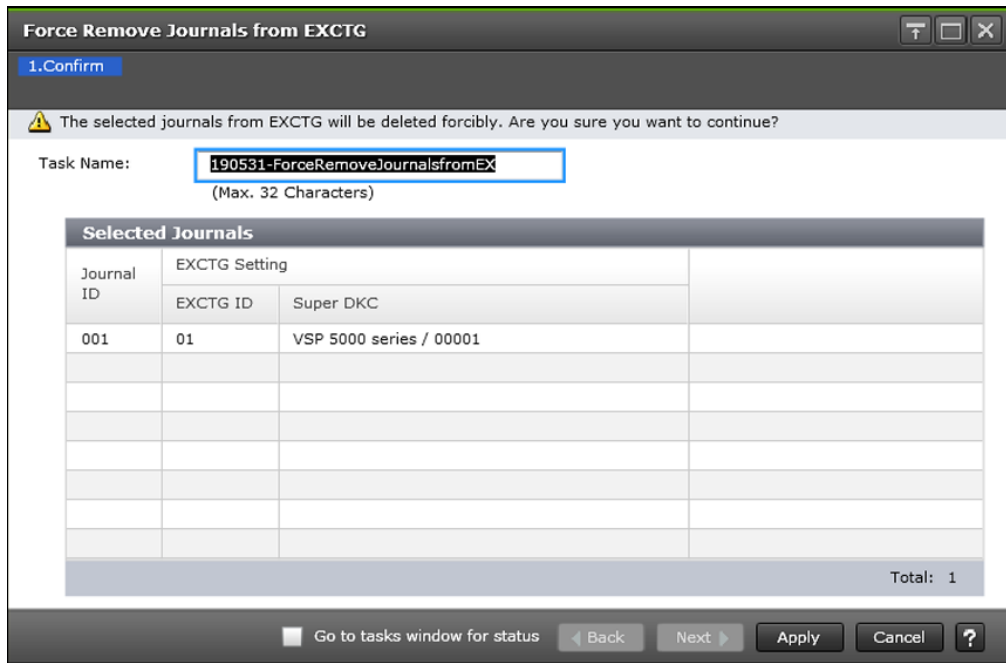 Force Remove Journals from EXCTG
1.Confirm
The selected journals from EXCTG will be deleted forcibly. Are you sure you want to continue?
Task Name: 190531-ForceRemoveJournalsfromEX
(Max. 32 Characters)
Selected Journals
Journal ID
EXCTG Setting
EXCTG ID Super DKC
001 01 VSP 5000 series / 00001
Total: 1
Go to tasks window for status Back Next Apply Cancel ?